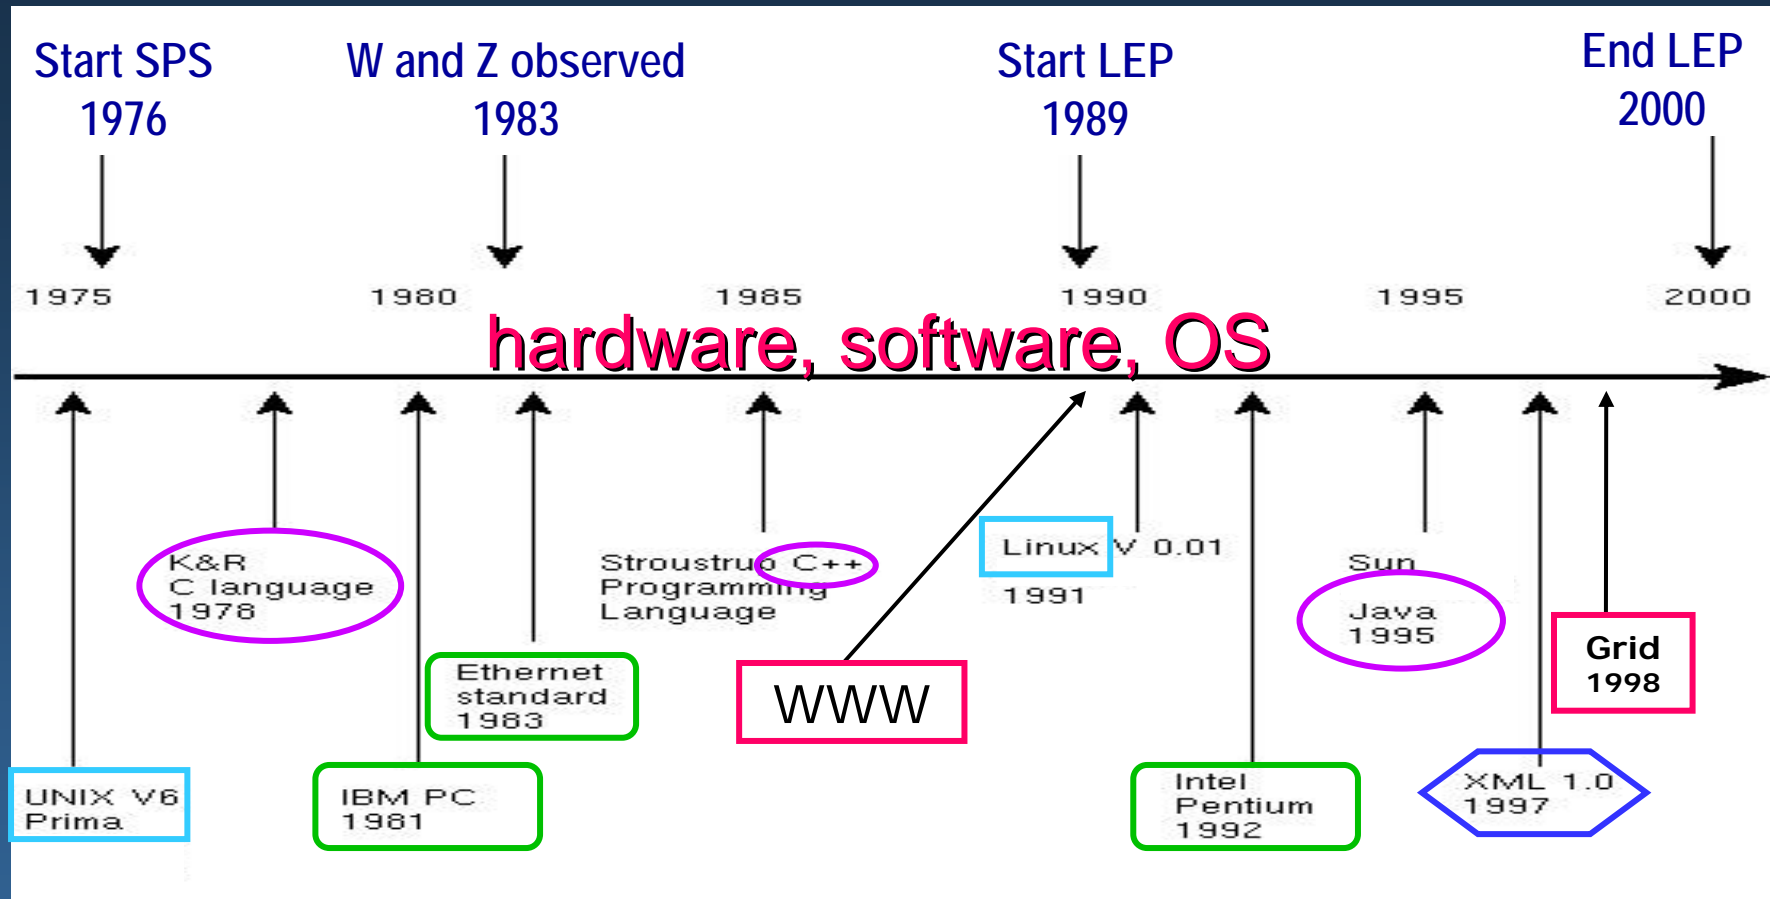 Start SPS
1976
W and Z observed
1983
Start LEP
1989
End LEP
2000
1975
1980
1985
1990
1995
2000
hardware, software, OS
K&R
C language
1978
Stroustrup C++
Programming
Language
Linux V 0.01
1991
Sun
Java
1995
Grid
1998
Ethernet
standard
1983
WWW
UNIX V6
Prima
IBM PC
1981
Intel
Pentium
1992
XML 1.0
1997